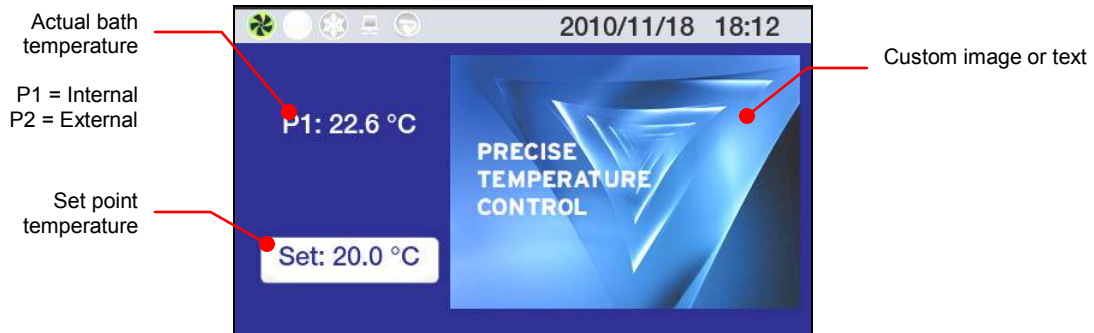 Actual bath
temperature
P1 = Internal
P2 = External
Set point
temperature
2010/11/18 18:12
P1: 22.6 °C
Set: 20.0 °C
PRECISE
TEMPERATURE
CONTROL
Custom image or text